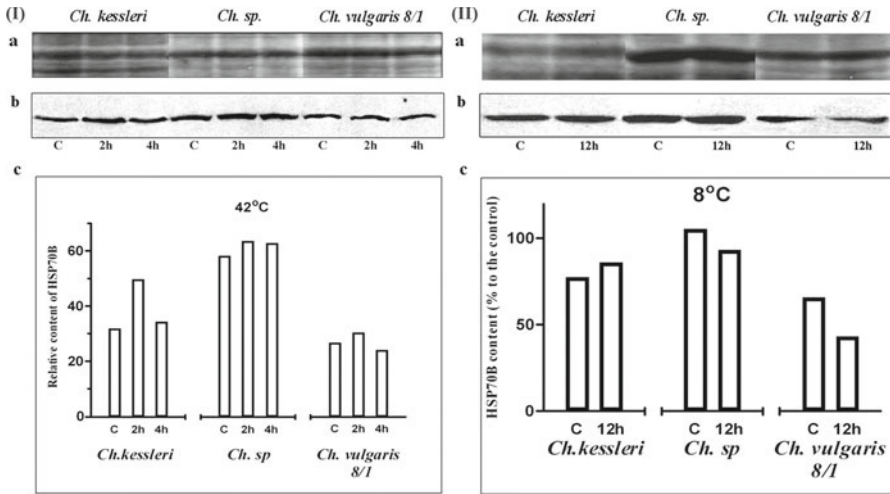 (I) Ch. kessleri Ch. sp. Ch. vulgaris 8/1
a
b
C 2h 4h C 2h 4h C 2h 4h
c
42°C
Relative content of HSP70B
60
40
20
0
C 2h 4h C 2h 4h C 2h 4h
Ch.kessleri Ch. sp Ch. vulgaris
8/1
(II) Ch. kessleri Ch. sp. Ch. vulgaris 8/1
a
b
C 12h C 12h C 12h
c
8°C
HSP70B content (% to the control)
100
50
0
C 12h C 12h C 12h
Ch.kessleri Ch. sp Ch. vulgaris
8/1